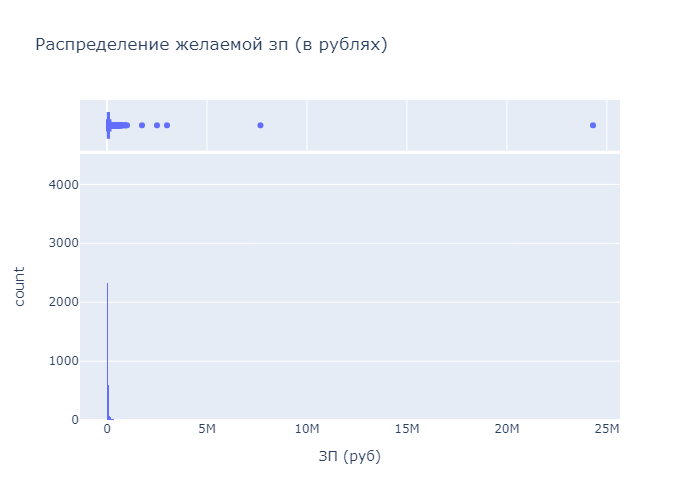 Распределение желаемой зп (в рублях)
4000
3000
2000
1000
0
count
0 5M 10M 15M 20M 25M
ЗП (руб)